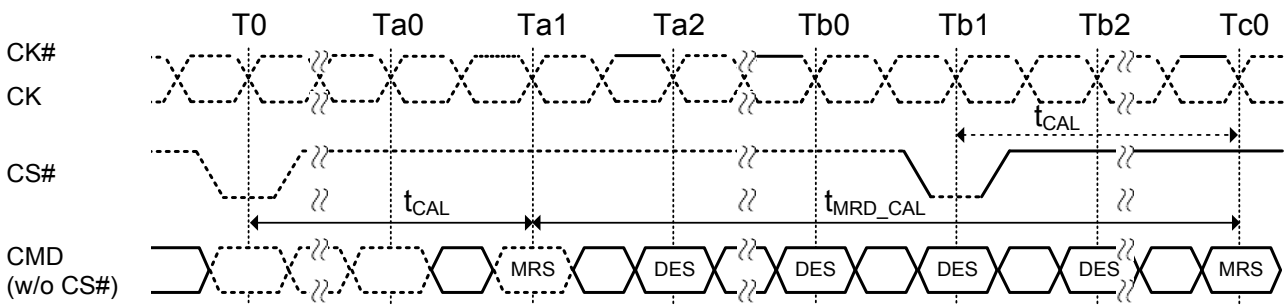 T0 Ta0 Ta1 Ta2 Tb0 Tb1 Tb2 Tc0
CK#
CK
tCAL
CS#
tCAL tMRD_CAL
CMD MRS DES DES DES DES MRS
(w/o CS#)